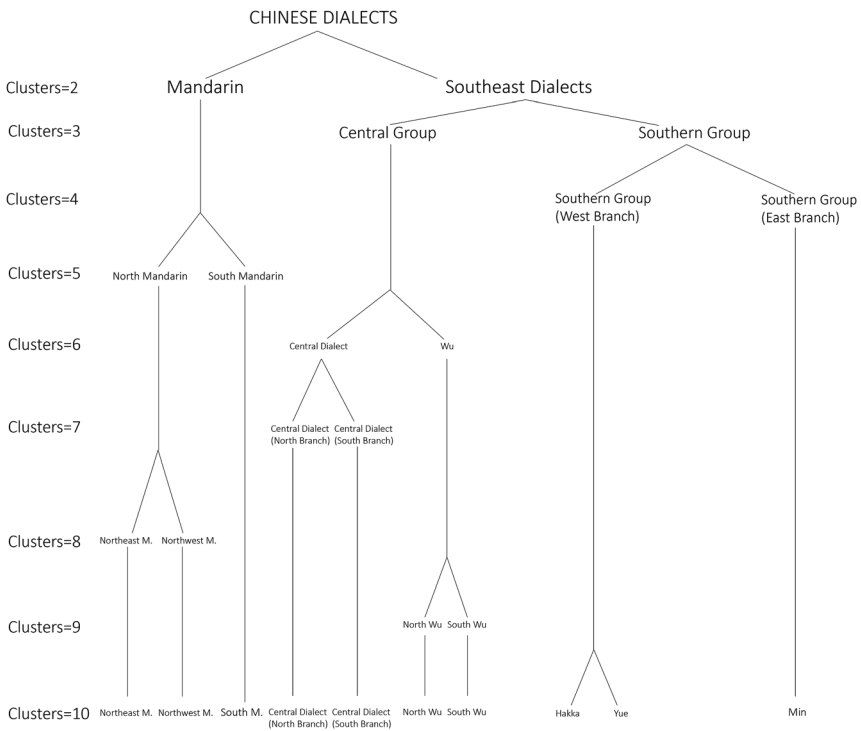 CHINESE DIALECTS
Clusters=2 Mandarin Southeast Dialects
Clusters=3 Central Group Southern Group
Clusters=4 Southern Group Southern Group
(West Branch) (East Branch)
Clusters=5 North Mandarin South Mandarin
Clusters=6 Central Dialect Wu
Clusters=7 Central Dialect Central Dialect
(North Branch) (South Branch)
Clusters=8 Northeast M. Northwest M.
Clusters=9 North Wu South Wu
Clusters=10 Northeast M. Northwest M. South M. Central Dialect Central Dialect North Wu South Wu Hakka Yue Min
(North Branch) (South Branch)